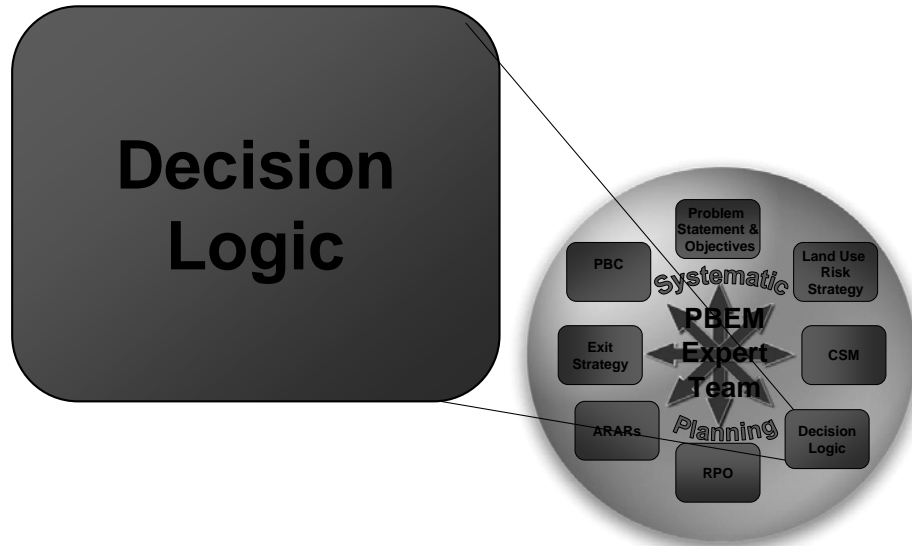 Decision
Logic
Problem
Statement &
Objectives
Land Use
Risk
Strategy
CSM
Decision
Logic
RPO
ARARs
Exit
Strategy
PBC
Systematic
PBEM
Expert
Team
Planning